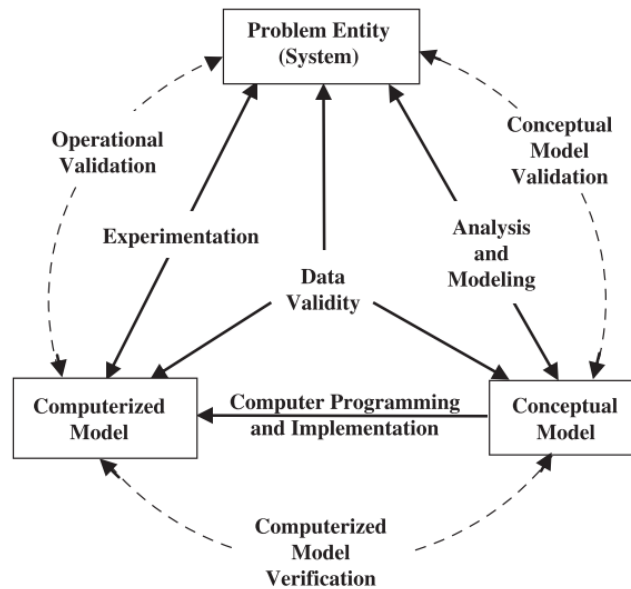 Problem Entity
(System)
Operational
Validation
Conceptual
Model
Validation
Experimentation
Analysis
and
Modeling
Data
Validity
Computerized
Model
Computer Programming
and Implementation
Conceptual
Model
Computerized
Model
Verification